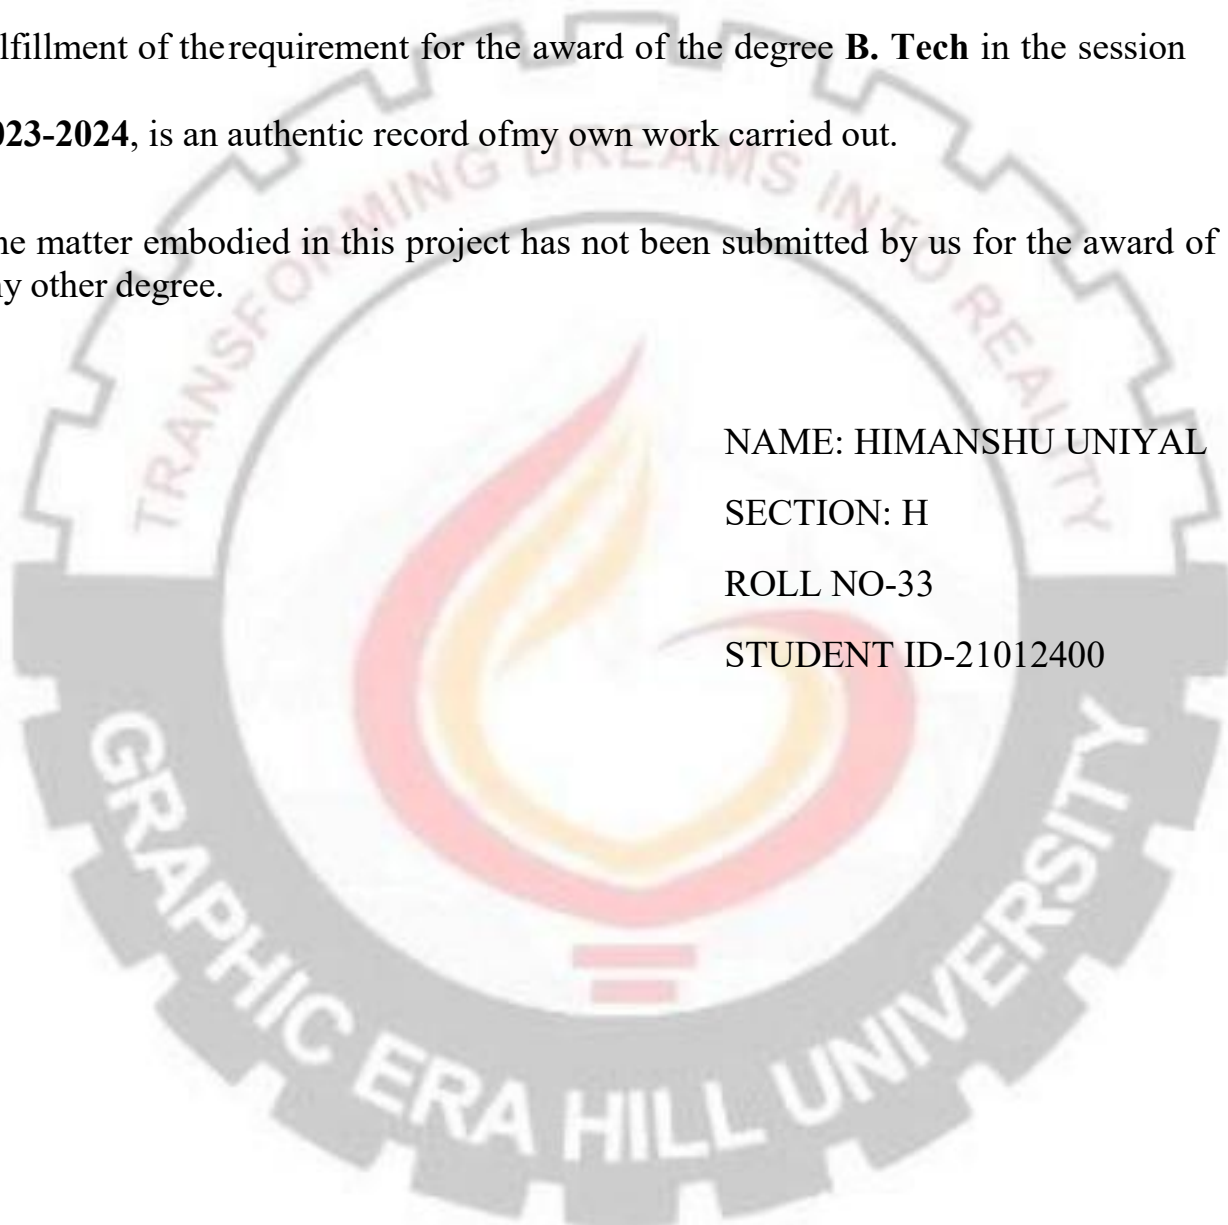 lfillment of therequirement for the award of the degree B. Tech in the session
023-2024, is an authentic record ofmy own work carried out.
he matter embodied in this project has not been submitted by us for the award of
ny other degree.
TRANSFORMING DREAMS INTO REALITY
NAME: HIMANSHU UNIYAL
SECTION: H
ROLL NO-33
STUDENT ID-21012400
GRAPHIC ERA HILL UNIVERSITY